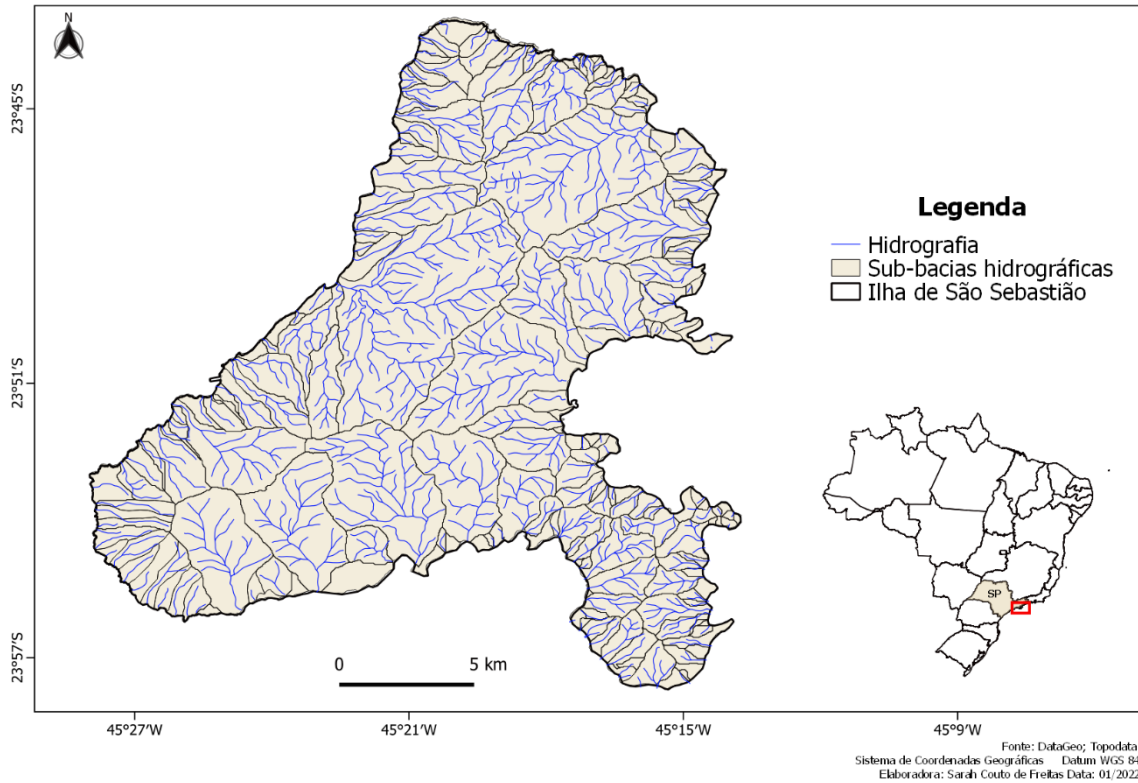 N
23°45'S
23°51'S
23°57'S
Legenda
Hidrografia
Sub-bacias hidrográficas
Ilha de São Sebastião
SP
0 5 km
45°27'W 45°21'W 45°15'W 45°9'W
Fonte: DataGeo; Topodata
Sistema de Coordenadas Geográficas Datum WGS 84
Elaboradora: Sarah Couto de Freitas Data: 01/2023